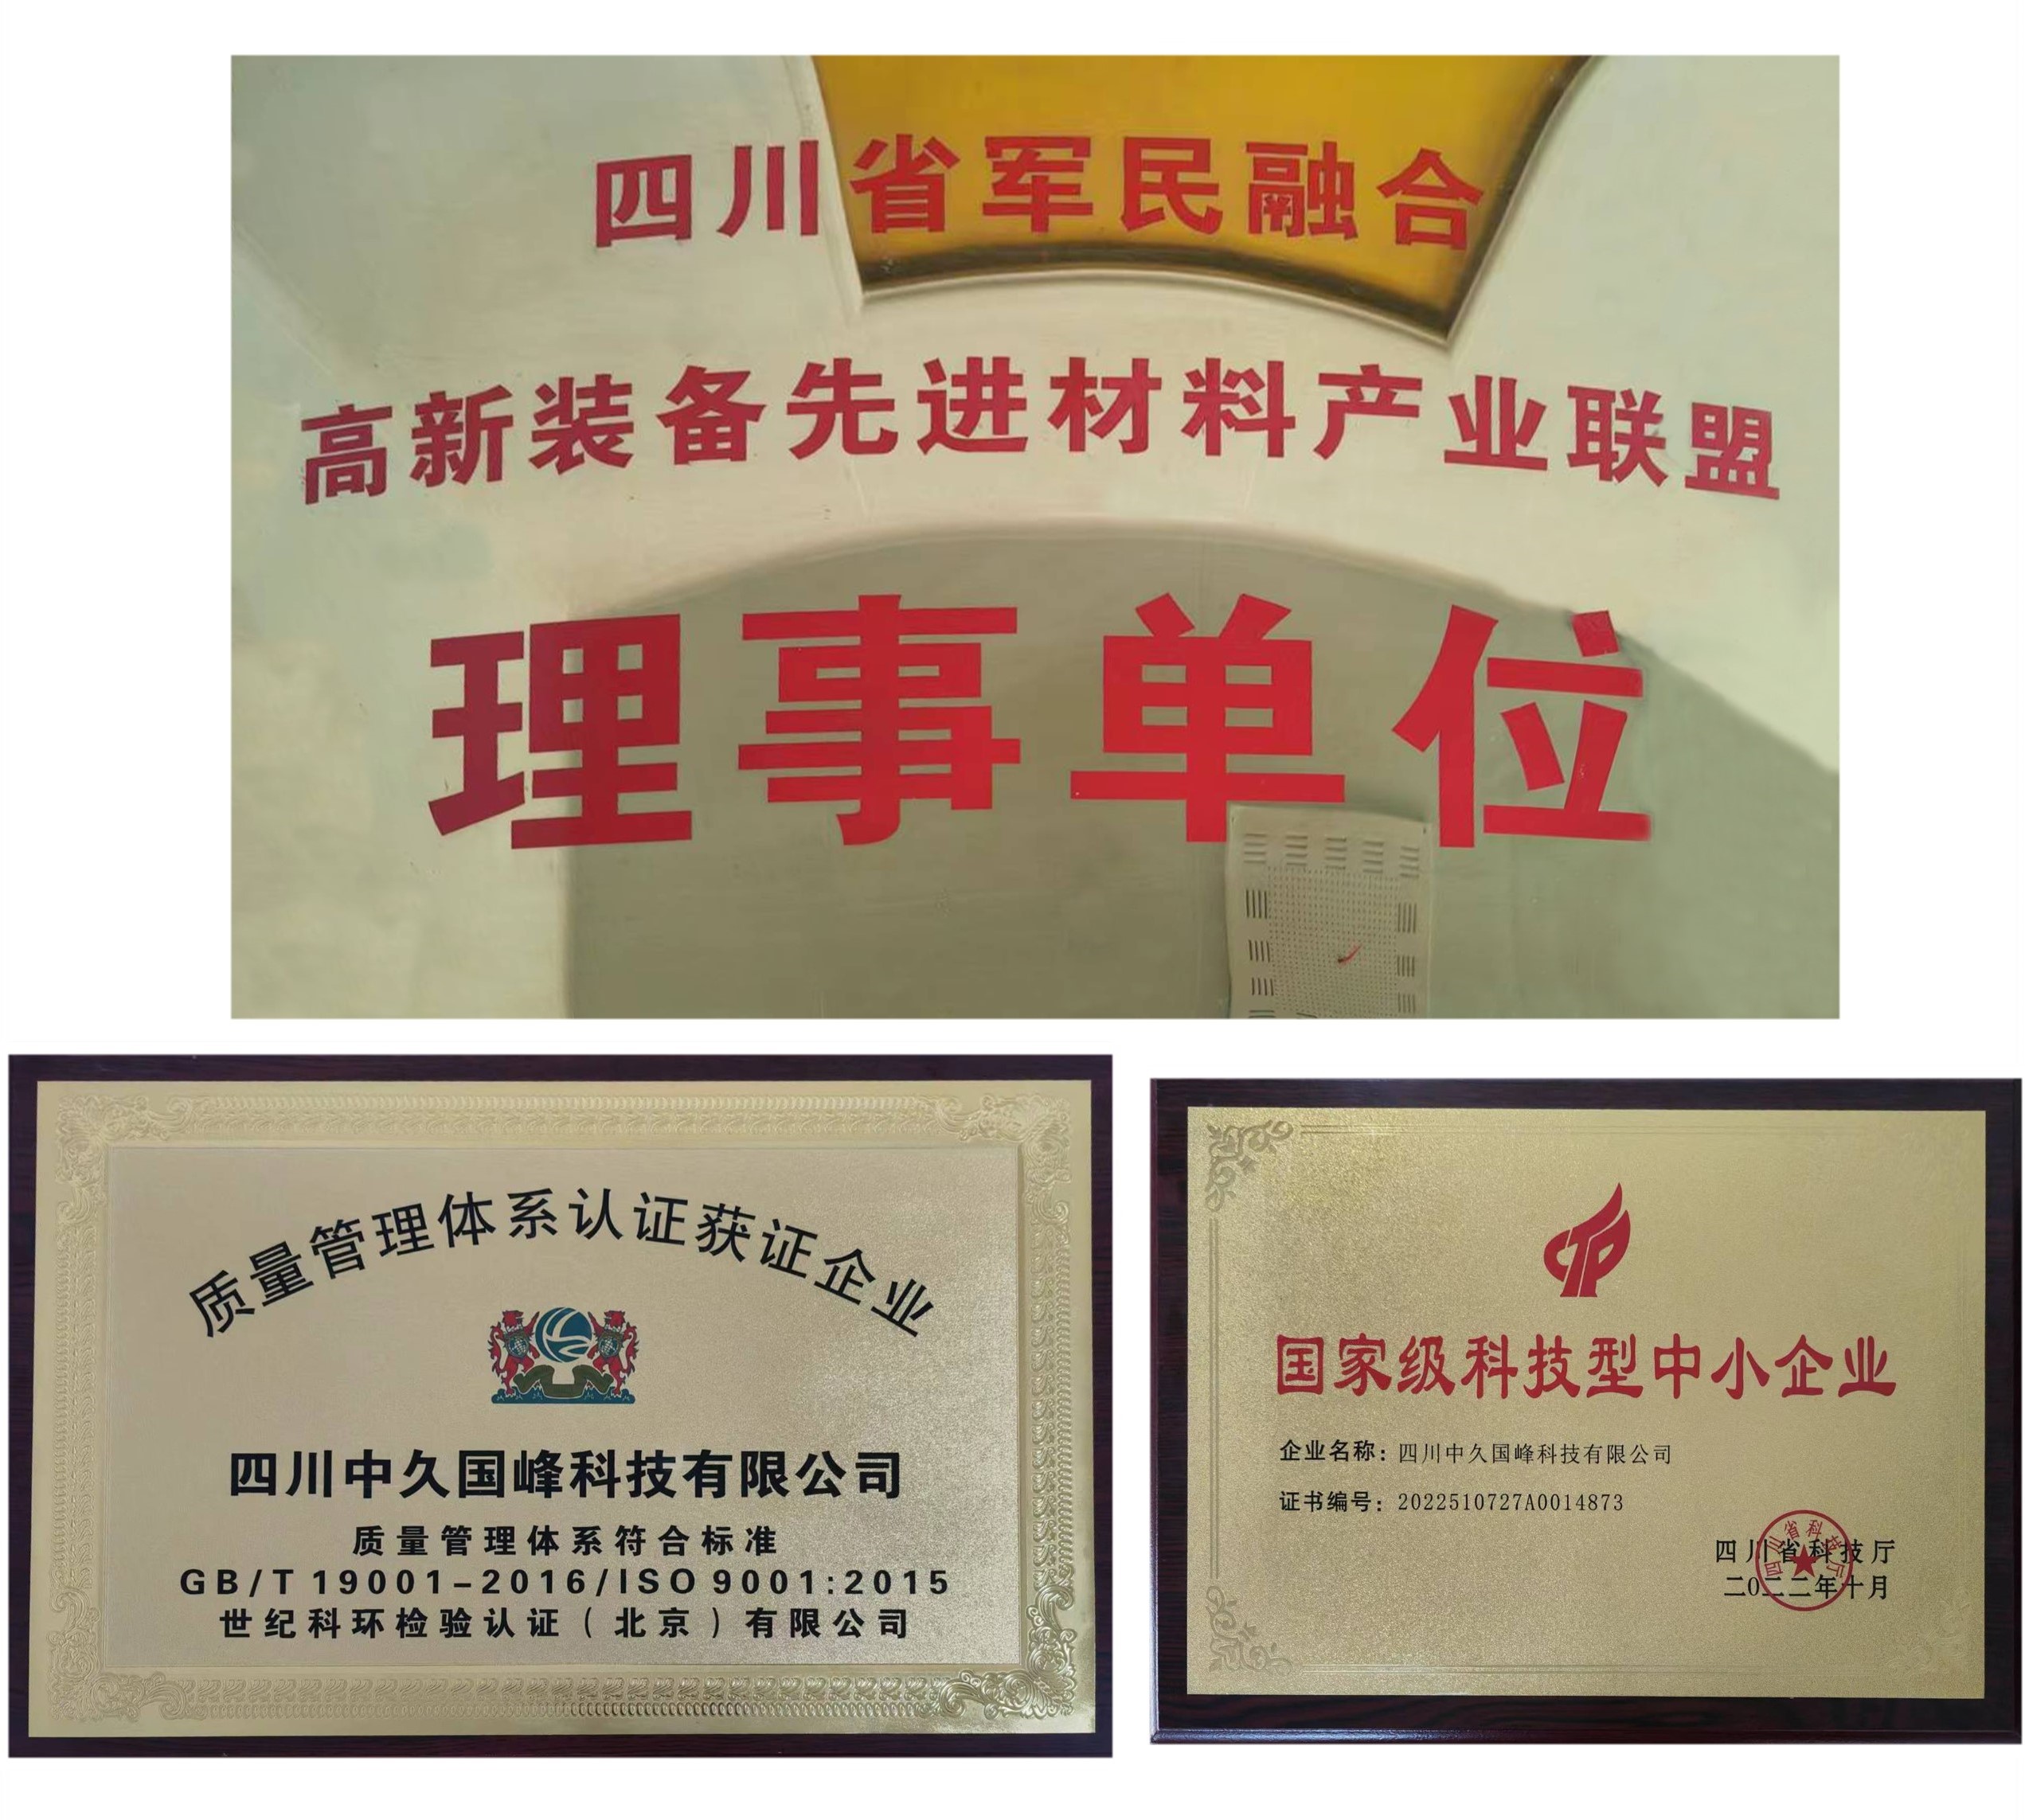 四川省军民融合
高新装备先进材料产业联盟
理事单位
质量管理体系认证获证企业
四川中久国峰科技有限公司
质量管理体系符合标准
GB/T 19001-2016/ISO 9001:2015
世纪科环检验认证（北京）有限公司
国家级科技型中小企业
企业名称：四川中久国峰科技有限公司
证书编号：2022510727A0014873
四川省科技厅
四川省科技厅
二〇二二年十月